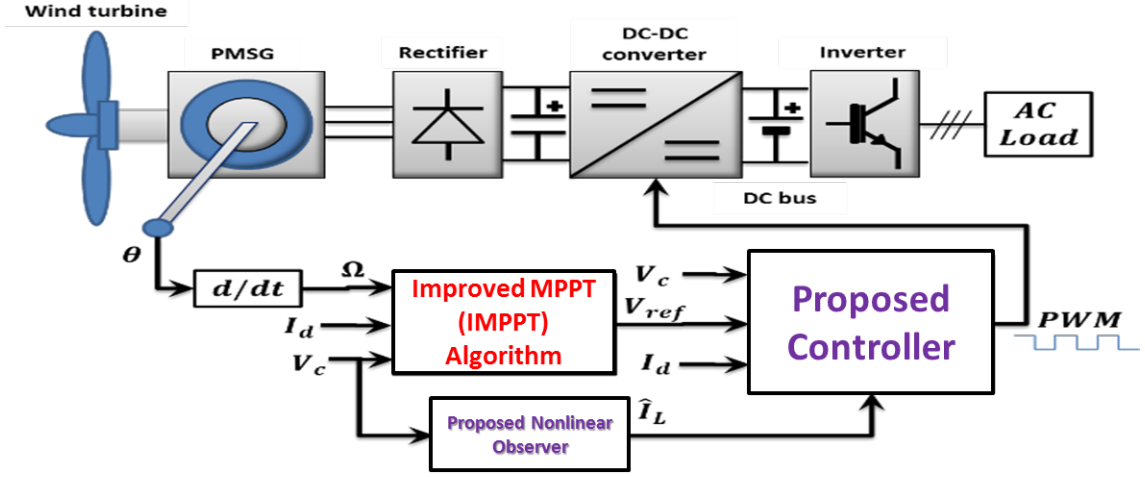 Wind turbine
PMSG
Rectifier
DC-DC
converter
Inverter
AC
Load
DC bus
θ
d/dt
Ω
I_d
V_c
Improved MPPT
(IMPPT)
Algorithm
V_c
V_ref
I_d
Proposed
Controller
PWM
Proposed Nonlinear
Observer
Î_L